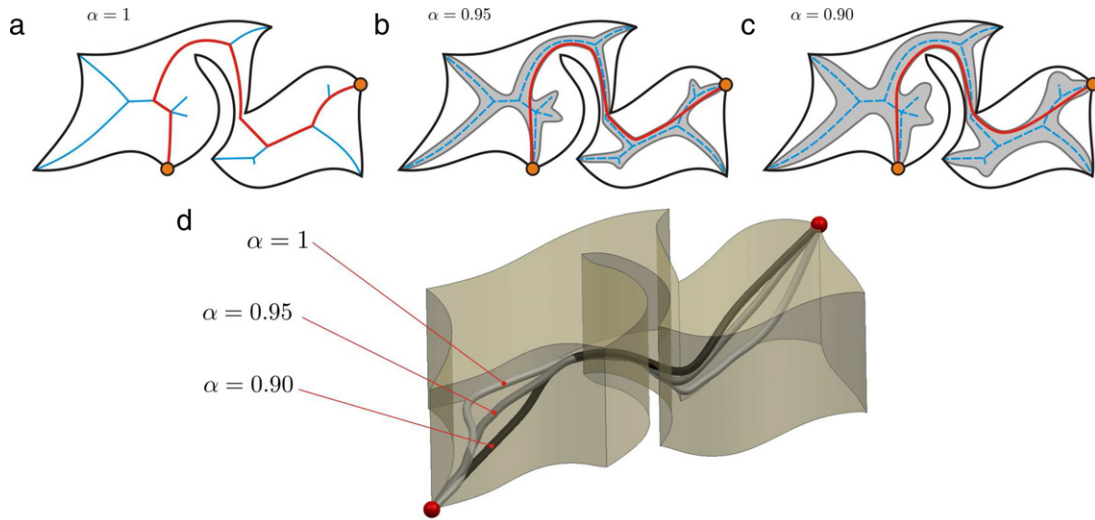 a
α = 1
b
α = 0.95
c
α = 0.90
d
α = 1
α = 0.95
α = 0.90